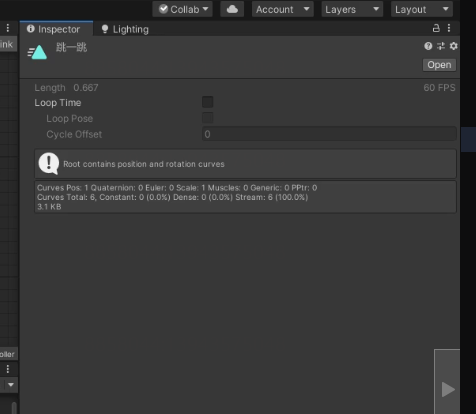 Collab Account Layers Layout
Inspector Lighting
ink
跳一跳
Open
Length 0.667 60 FPS
Loop Time
Loop Pose
Cycle Offset 0
Root contains position and rotation curves
Curves Pos: 1 Quaternion: 0 Euler: 0 Scale: 1 Muscles: 0 Generic: 0 PPtr: 0
Curves Total: 6, Constant: 0 (0.0%) Dense: 0 (0.0%) Stream: 6 (100.0%)
3.1 KB
oller